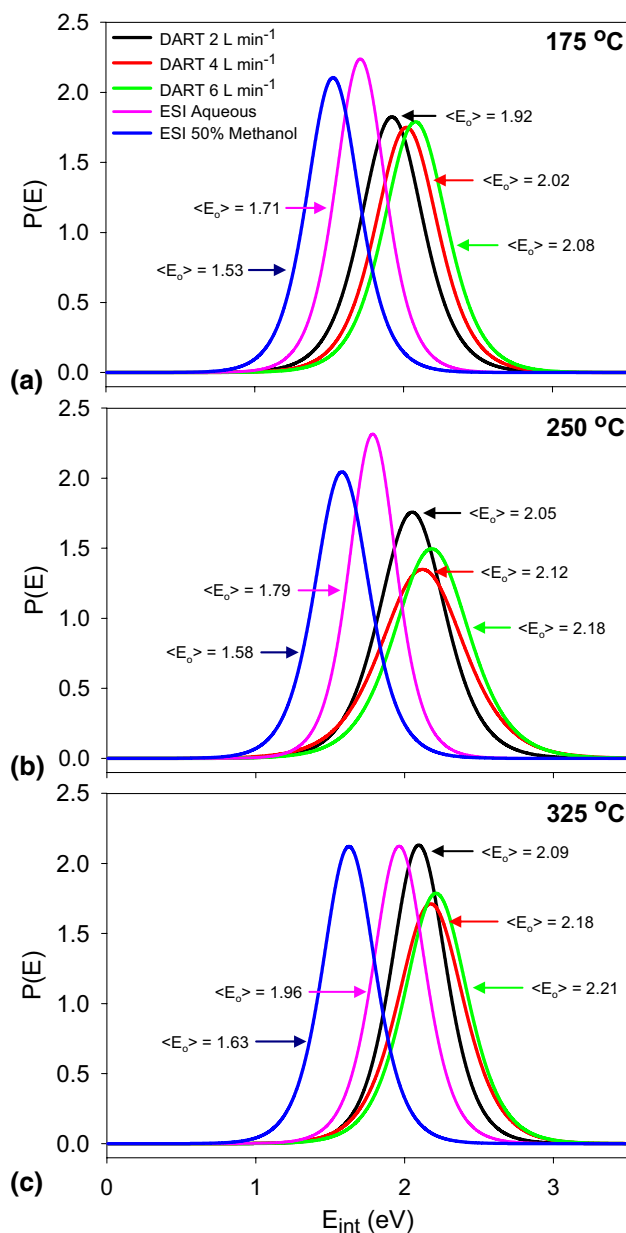 175 °C
DART 2 L min⁻¹
DART 4 L min⁻¹
DART 6 L min⁻¹
ESI Aqueous
ESI 50% Methanol
<Eₒ> = 1.92
<Eₒ> = 2.02
<Eₒ> = 2.08
<Eₒ> = 1.71
<Eₒ> = 1.53
P(E)
2.5
2.0
1.5
1.0
0.5
0.0
(a)
250 °C
<Eₒ> = 2.05
<Eₒ> = 2.12
<Eₒ> = 2.18
<Eₒ> = 1.79
<Eₒ> = 1.58
P(E)
2.5
2.0
1.5
1.0
0.5
0.0
(b)
325 °C
<Eₒ> = 2.09
<Eₒ> = 2.18
<Eₒ> = 2.21
<Eₒ> = 1.96
<Eₒ> = 1.63
P(E)
2.5
2.0
1.5
1.0
0.5
0.0
(c)
0 1 2 3
E_int (eV)